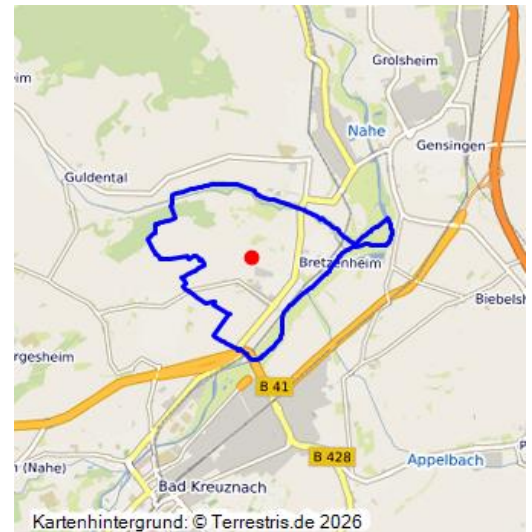 Grolsheim
Nahe
Gensingen
Guldental
Bretzenheim
Biebelsh
rgesheim
B 41
B 428
Appelbach
n (Nahe)
Bad Kreuznach
Kartenhintergrund: © Terrestris.de 2026